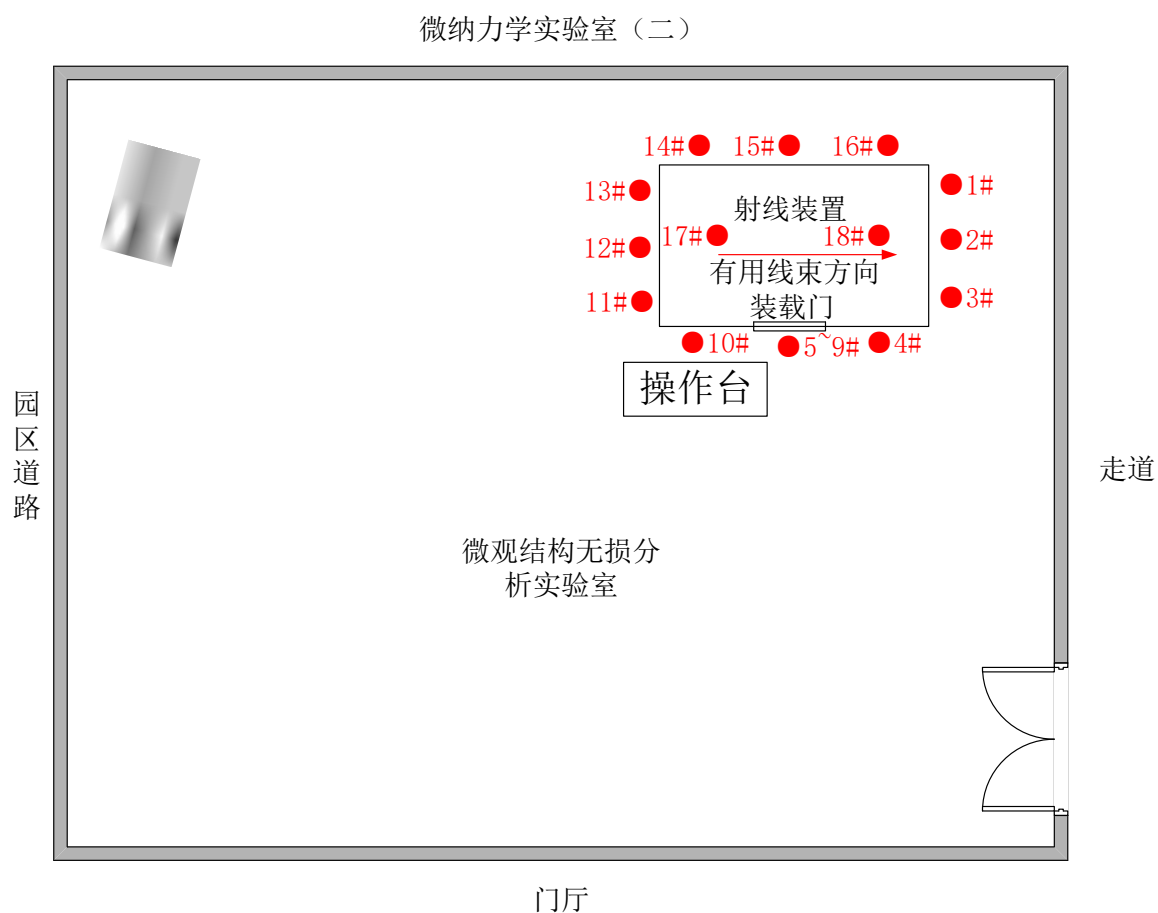 微纳力学实验室（二）
14# 15# 16#
13# 1#
射线装置
12# 17# 18# 2#
有用线束方向
11# 装载门 3#
10# 5~9# 4#
操作台
园区道路
走道
微观结构无损分
析实验室
门厅